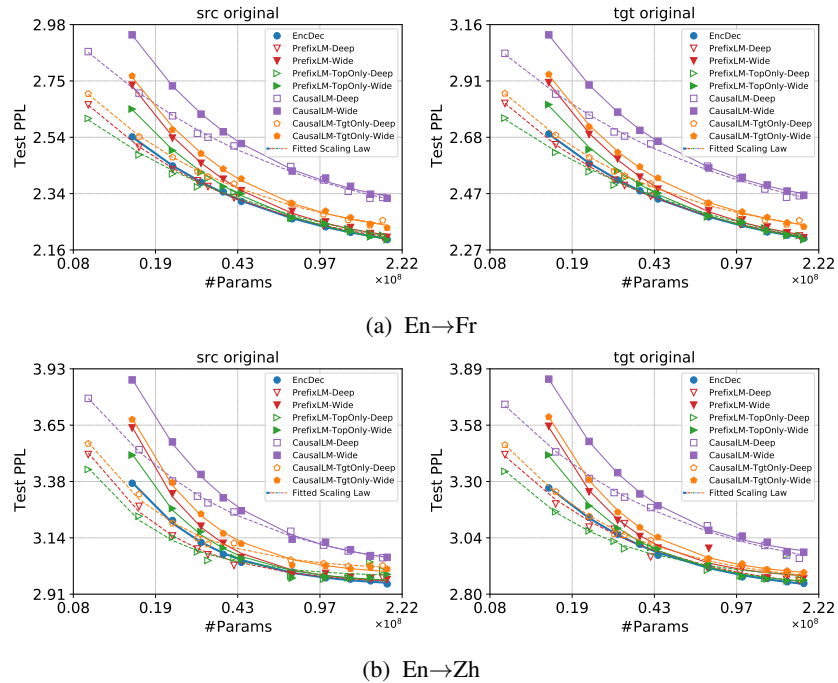 src original
2.98
2.75
2.54
2.34
2.16
Test PPL
0.08
0.19
0.43
0.97
2.22
#Params
×10⁸
EncDec
PrefixLM-Deep
PrefixLM-Wide
PrefixLM-TopOnly-Deep
PrefixLM-TopOnly-Wide
CausalLM-Deep
CausalLM-Wide
CausalLM-TgtOnly-Deep
CausalLM-TgtOnly-Wide
Fitted Scaling Law
tgt original
3.16
2.91
2.68
2.47
2.27
Test PPL
0.08
0.19
0.43
0.97
2.22
#Params
×10⁸
EncDec
PrefixLM-Deep
PrefixLM-Wide
PrefixLM-TopOnly-Deep
PrefixLM-TopOnly-Wide
CausalLM-Deep
CausalLM-Wide
CausalLM-TgtOnly-Deep
CausalLM-TgtOnly-Wide
Fitted Scaling Law
(a) En→Fr
src original
3.93
3.65
3.38
3.14
2.91
Test PPL
0.08
0.19
0.43
0.97
2.22
#Params
×10⁸
EncDec
PrefixLM-Deep
PrefixLM-Wide
PrefixLM-TopOnly-Deep
PrefixLM-TopOnly-Wide
CausalLM-Deep
CausalLM-Wide
CausalLM-TgtOnly-Deep
CausalLM-TgtOnly-Wide
Fitted Scaling Law
tgt original
3.89
3.58
3.30
3.04
2.80
Test PPL
0.08
0.19
0.43
0.97
2.22
#Params
×10⁸
EncDec
PrefixLM-Deep
PrefixLM-Wide
PrefixLM-TopOnly-Deep
PrefixLM-TopOnly-Wide
CausalLM-Deep
CausalLM-Wide
CausalLM-TgtOnly-Deep
CausalLM-TgtOnly-Wide
Fitted Scaling Law
(b) En→Zh